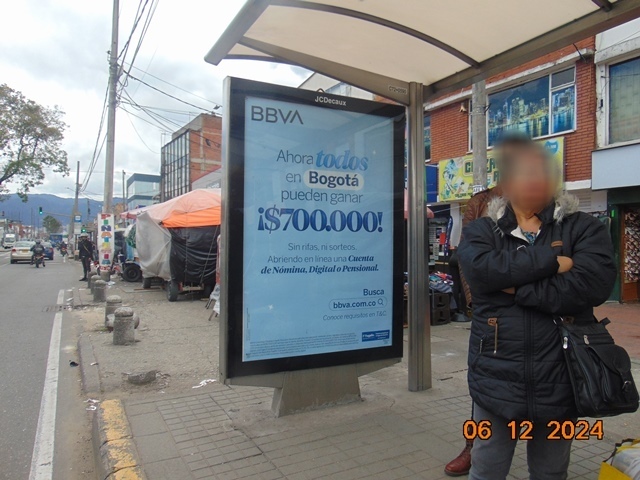 JCDecaux
BBVA
Ahora todos
en Bogotá
pueden ganar
¡$700.000!
Sin rifas, ni sorteos.
Abriendo en línea una Cuenta
de Nómina, Digital o Pensional.
Busca
bbva.com.co
Conoce requisitos en T&C
06 12 2024